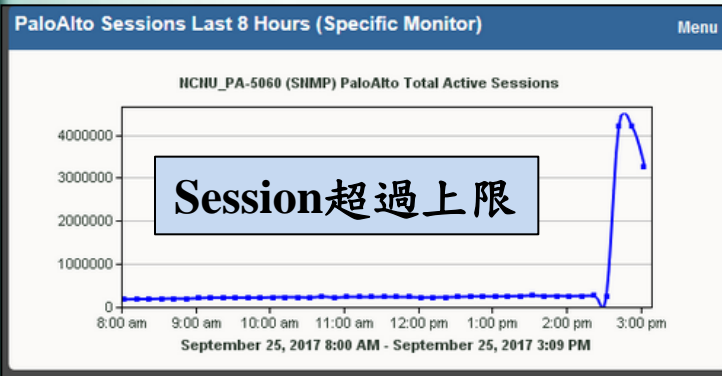 PaloAlto Sessions Last 8 Hours (Specific Monitor) Menu
NCNU_PA-5060 (SNMP) PaloAlto Total Active Sessions
4000000
3000000
2000000
1000000
0
Session超過上限
8:00 am 9:00 am 10:00 am 11:00 am 12:00 pm 1:00 pm 2:00 pm 3:00 pm
September 25, 2017 8:00 AM - September 25, 2017 3:09 PM